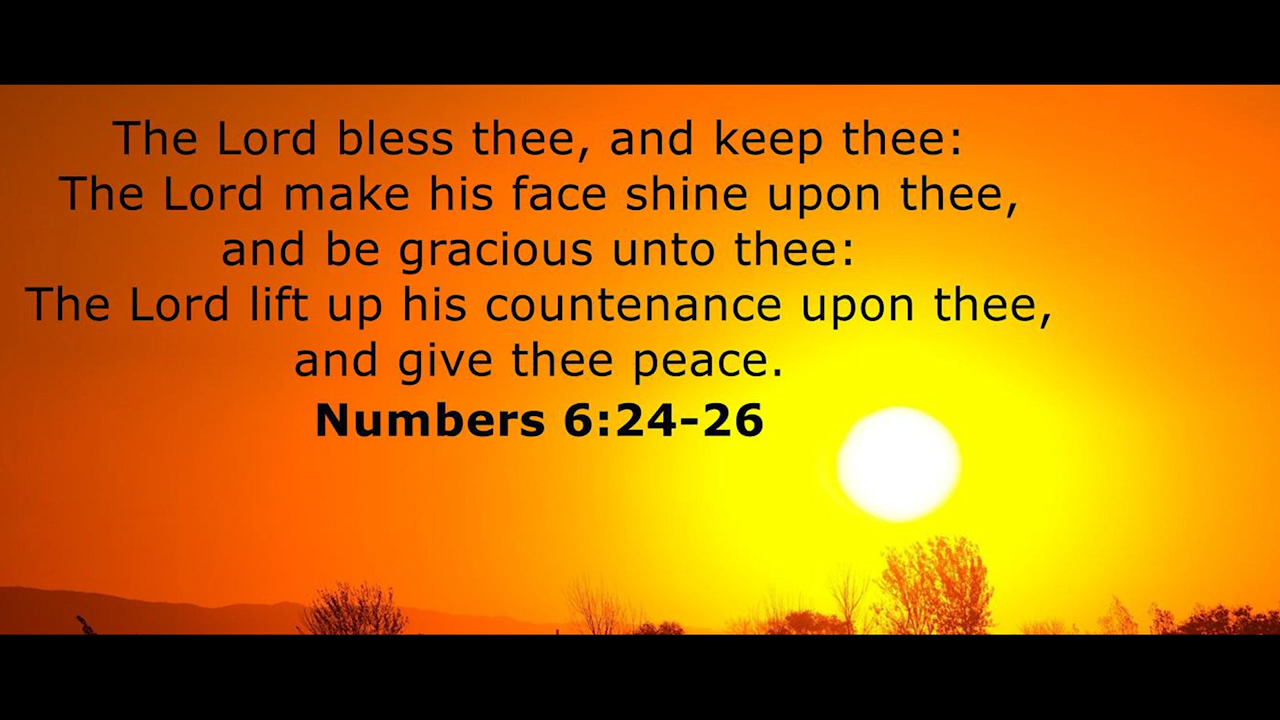 The Lord bless thee, and keep thee:
The Lord make his face shine upon thee,
and be gracious unto thee:
The Lord lift up his countenance upon thee,
and give thee peace.
Numbers 6:24-26